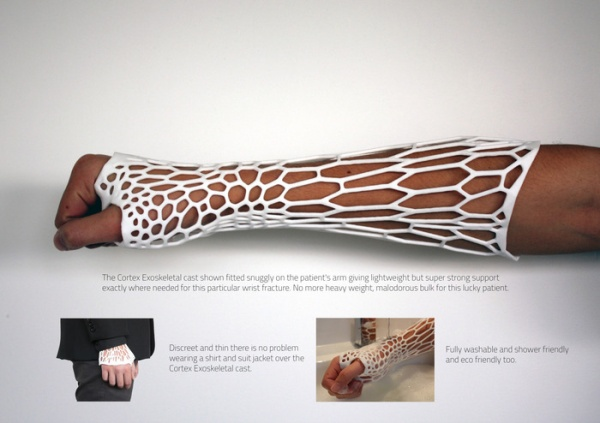 The Cortex Exoskeletal cast shown fitted snuggly on the patient's arm giving lightweight but super strong support
exactly where needed for this particular wrist fracture. No more heavy weight, malodorous bulk for this lucky patient.
Discreet and thin there is no problem
wearing a shirt and suit jacket over the
Cortex Exoskeletal cast.
Fully washable and shower friendly
and eco friendly too.